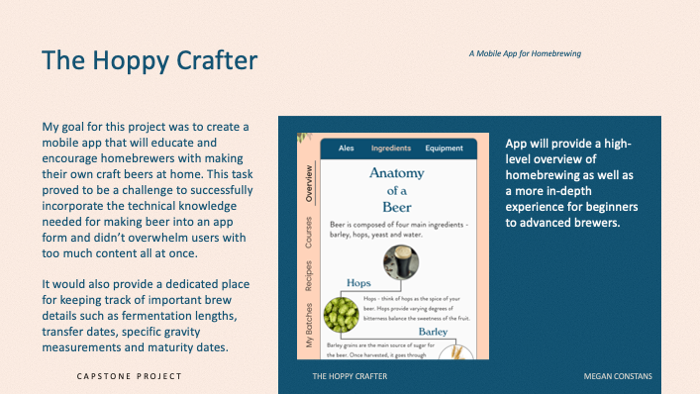 The Hoppy Crafter
A Mobile App for Homebrewing
My goal for this project was to create a
mobile app that will educate and
encourage homebrewers with making
their own craft beers at home. This task
proved to be a challenge to successfully
incorporate the technical knowledge
needed for making beer into an app
form and didn't overwhelm users with
too much content all at once.
It would also provide a dedicated place
for keeping track of important brew
details such as fermentation lengths,
transfer dates, specific gravity
measurements and maturity dates.
Ales Ingredients Equipment
Overview
Courses
Recipes
My Batches
Anatomy
of a
Beer
Beer is composed of four main ingredients -
barley, hops, yeast and water.
Hops
Hops - think of hops as the spice of your
beer. Hops provide varying degrees of
bitterness balance the sweetness of the fruit.
Barley
Barley grains are the main source of sugar for
the beer. Once harvested, it goes through
App will provide a high-
level overview of
homebrewing as well as
a more in-depth
experience for beginners
to advanced brewers.
CAPSTONE PROJECT
THE HOPPY CRAFTER
MEGAN CONSTANS